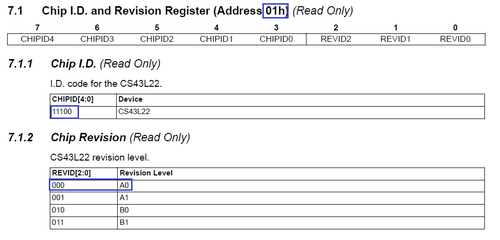 7.1 Chip I.D. and Revision Register (Address 01h) (Read Only)
7 6 5 4 3 2 1 0
CHIPID4 CHIPID3 CHIPID2 CHIPID1 CHIPID0 REVID2 REVID1 REVID0
7.1.1 Chip I.D. (Read Only)
I.D. code for the CS43L22.
CHIPID[4:0] Device
11100 CS43L22
7.1.2 Chip Revision (Read Only)
CS43L22 revision level.
REVID[2:0] Revision Level
000 A0
001 A1
010 B0
011 B1